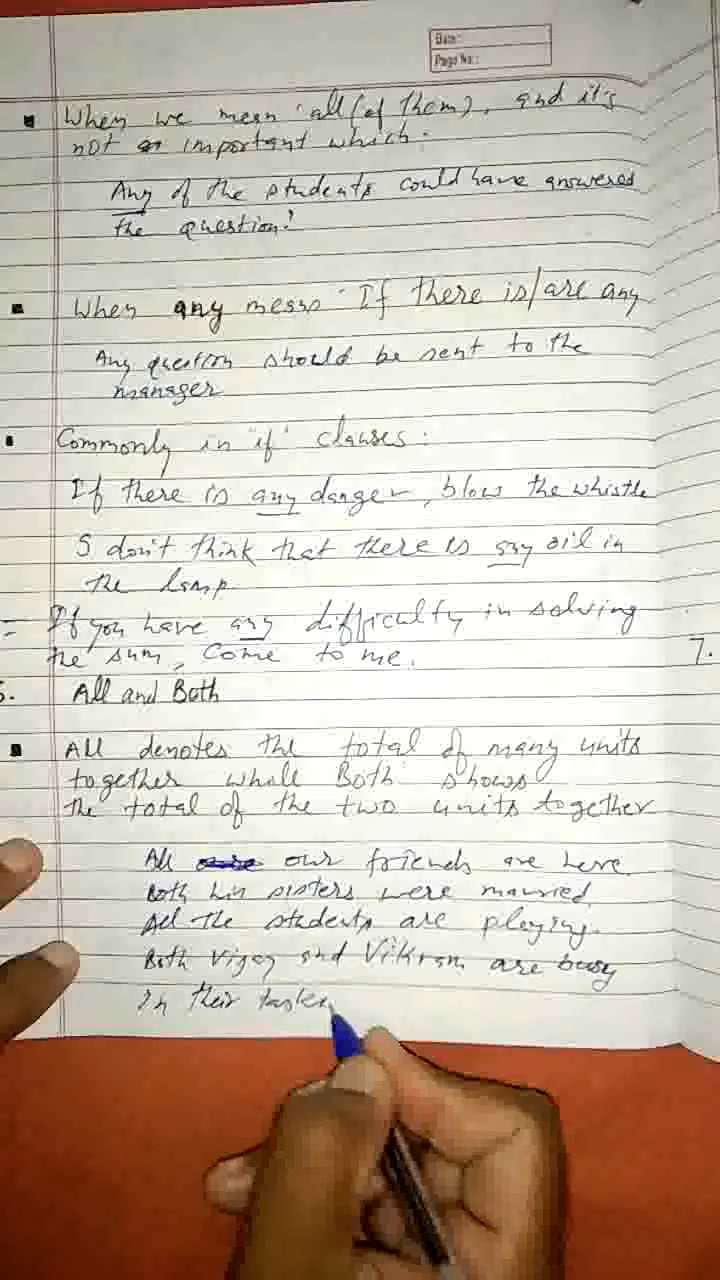 Date:
Page No.:
▪ When we mean 'all (of them), and it's
not important which.
Any of the students could have answered
the question!
▪ When any means "If there is/are any
Any question should be sent to the
manager
▪ Commonly in "if" clauses:
If there is any danger, blow the whistle
I don't think that there is any oil in
the lamp
= If you have any difficulty in solving
the sum, Come to me.
7.
5. All and Both
▪ All denotes the total of many units
together while Both shows
the total of the two units together
All our friends are here.
Both his sisters were married.
All the students are playing.
Both Vijay and Vikram are busy
in their tasks